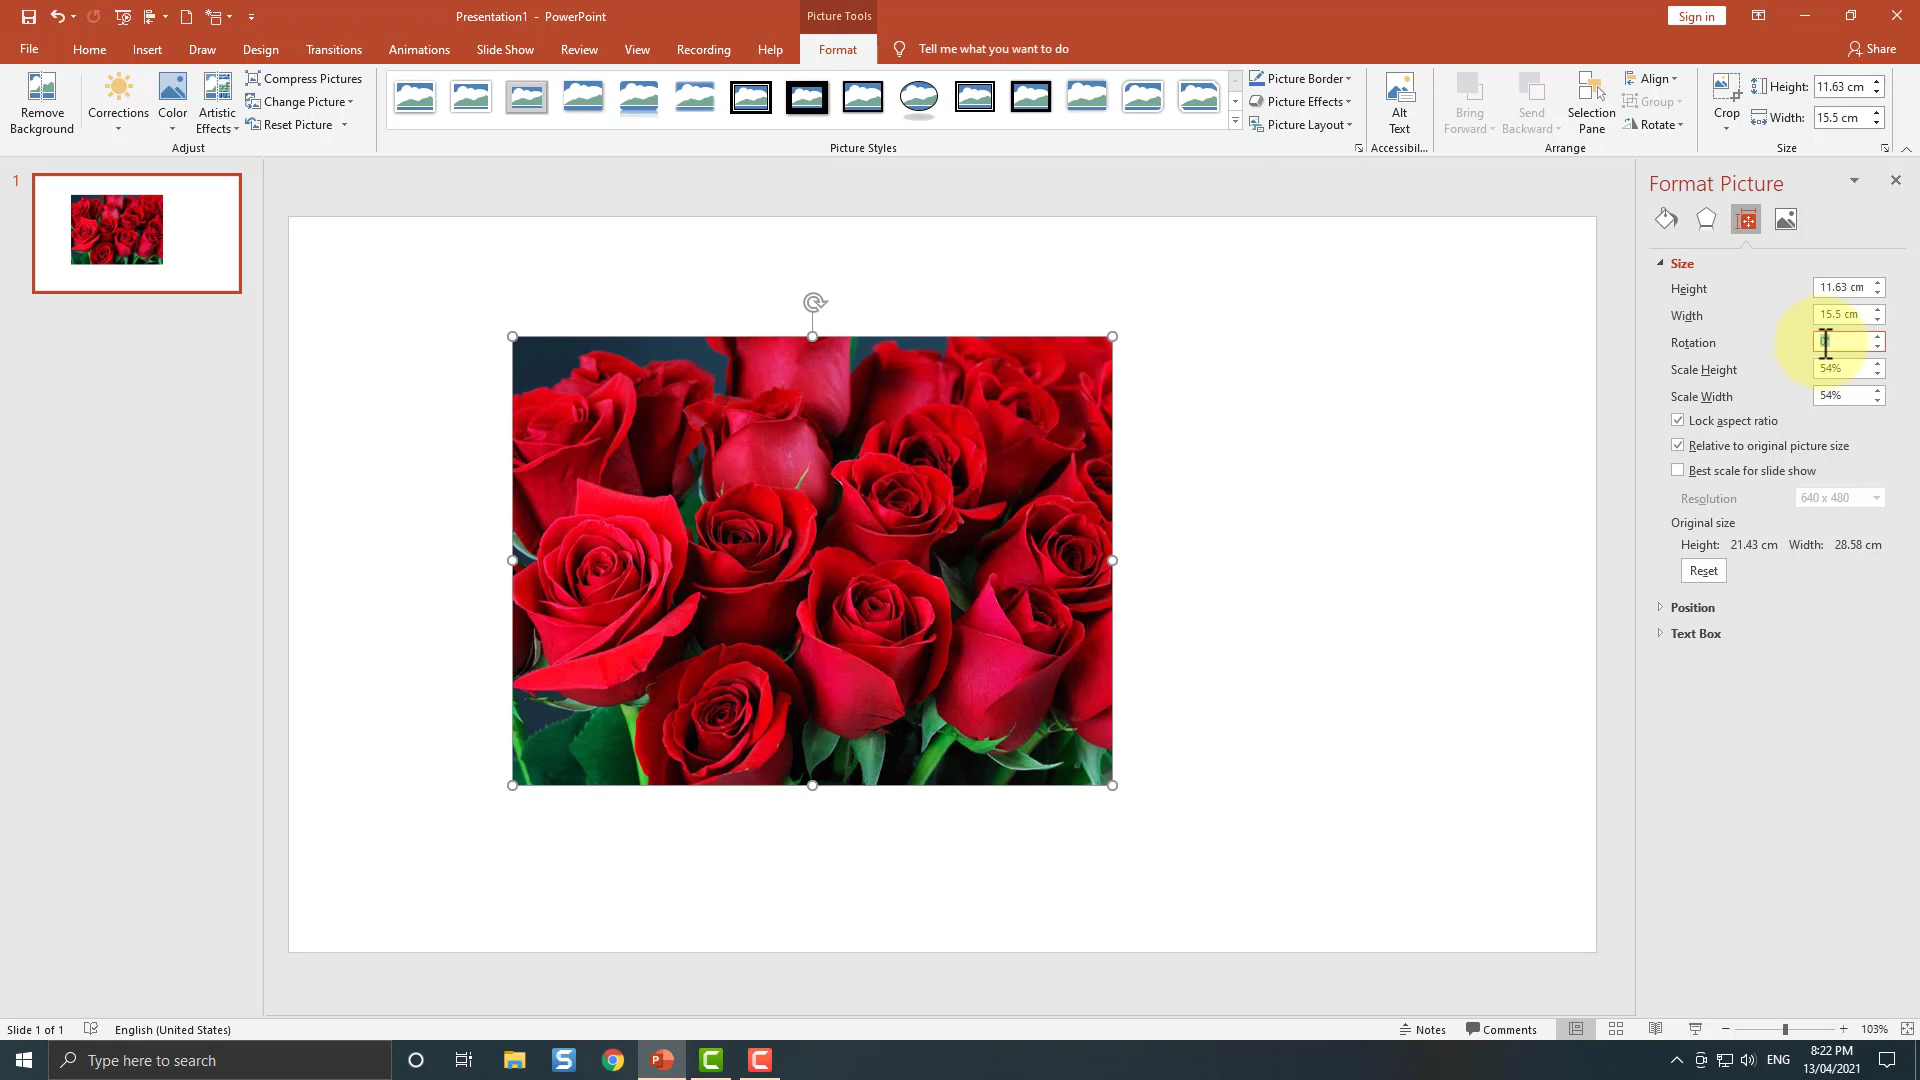 Presentation1 - PowerPoint
Picture Tools
Sign in
File
Home
Insert
Draw
Design
Transitions
Animations
Slide Show
Review
View
Recording
Help
Format
Tell me what you want to do
Share
Remove Background
Corrections
Color
Artistic Effects
Compress Pictures
Change Picture
Reset Picture
Adjust
Picture Styles
Picture Border
Picture Effects
Picture Layout
Alt Text
Accessibil...
Bring Forward
Send Backward
Selection Pane
Align
Group
Rotate
Arrange
Crop
Height: 11.63 cm
Width: 15.5 cm
Size
1
Format Picture
Size
Height 11.63 cm
Width 15.5 cm
Rotation
Scale Height 54%
Scale Width 54%
Lock aspect ratio
Relative to original picture size
Best scale for slide show
Resolution 640 x 480
Original size
Height: 21.43 cm Width: 28.58 cm
Reset
Position
Text Box
Slide 1 of 1
English (United States)
Notes
Comments
103%
Type here to search
ENG
8:22 PM
13/04/2021